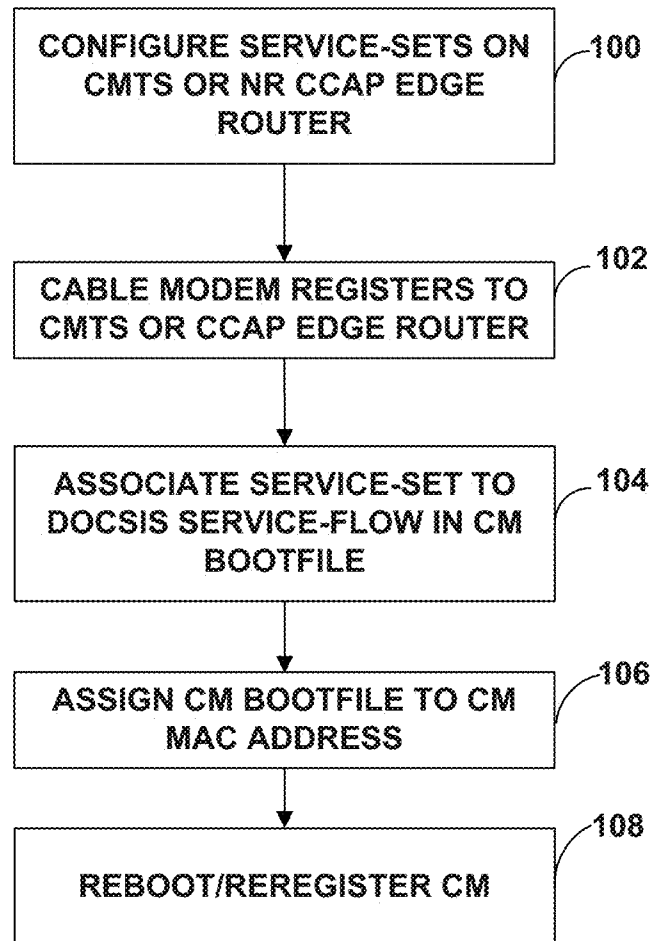 CONFIGURE SERVICE-SETS ON
CMTS OR NR CCAP EDGE
ROUTER
100
CABLE MODEM REGISTERS TO
CMTS OR CCAP EDGE ROUTER
102
ASSOCIATE SERVICE-SET TO
DOCSIS SERVICE-FLOW IN CM
BOOTFILE
104
ASSIGN CM BOOTFILE TO CM
MAC ADDRESS
106
REBOOT/REREGISTER CM
108